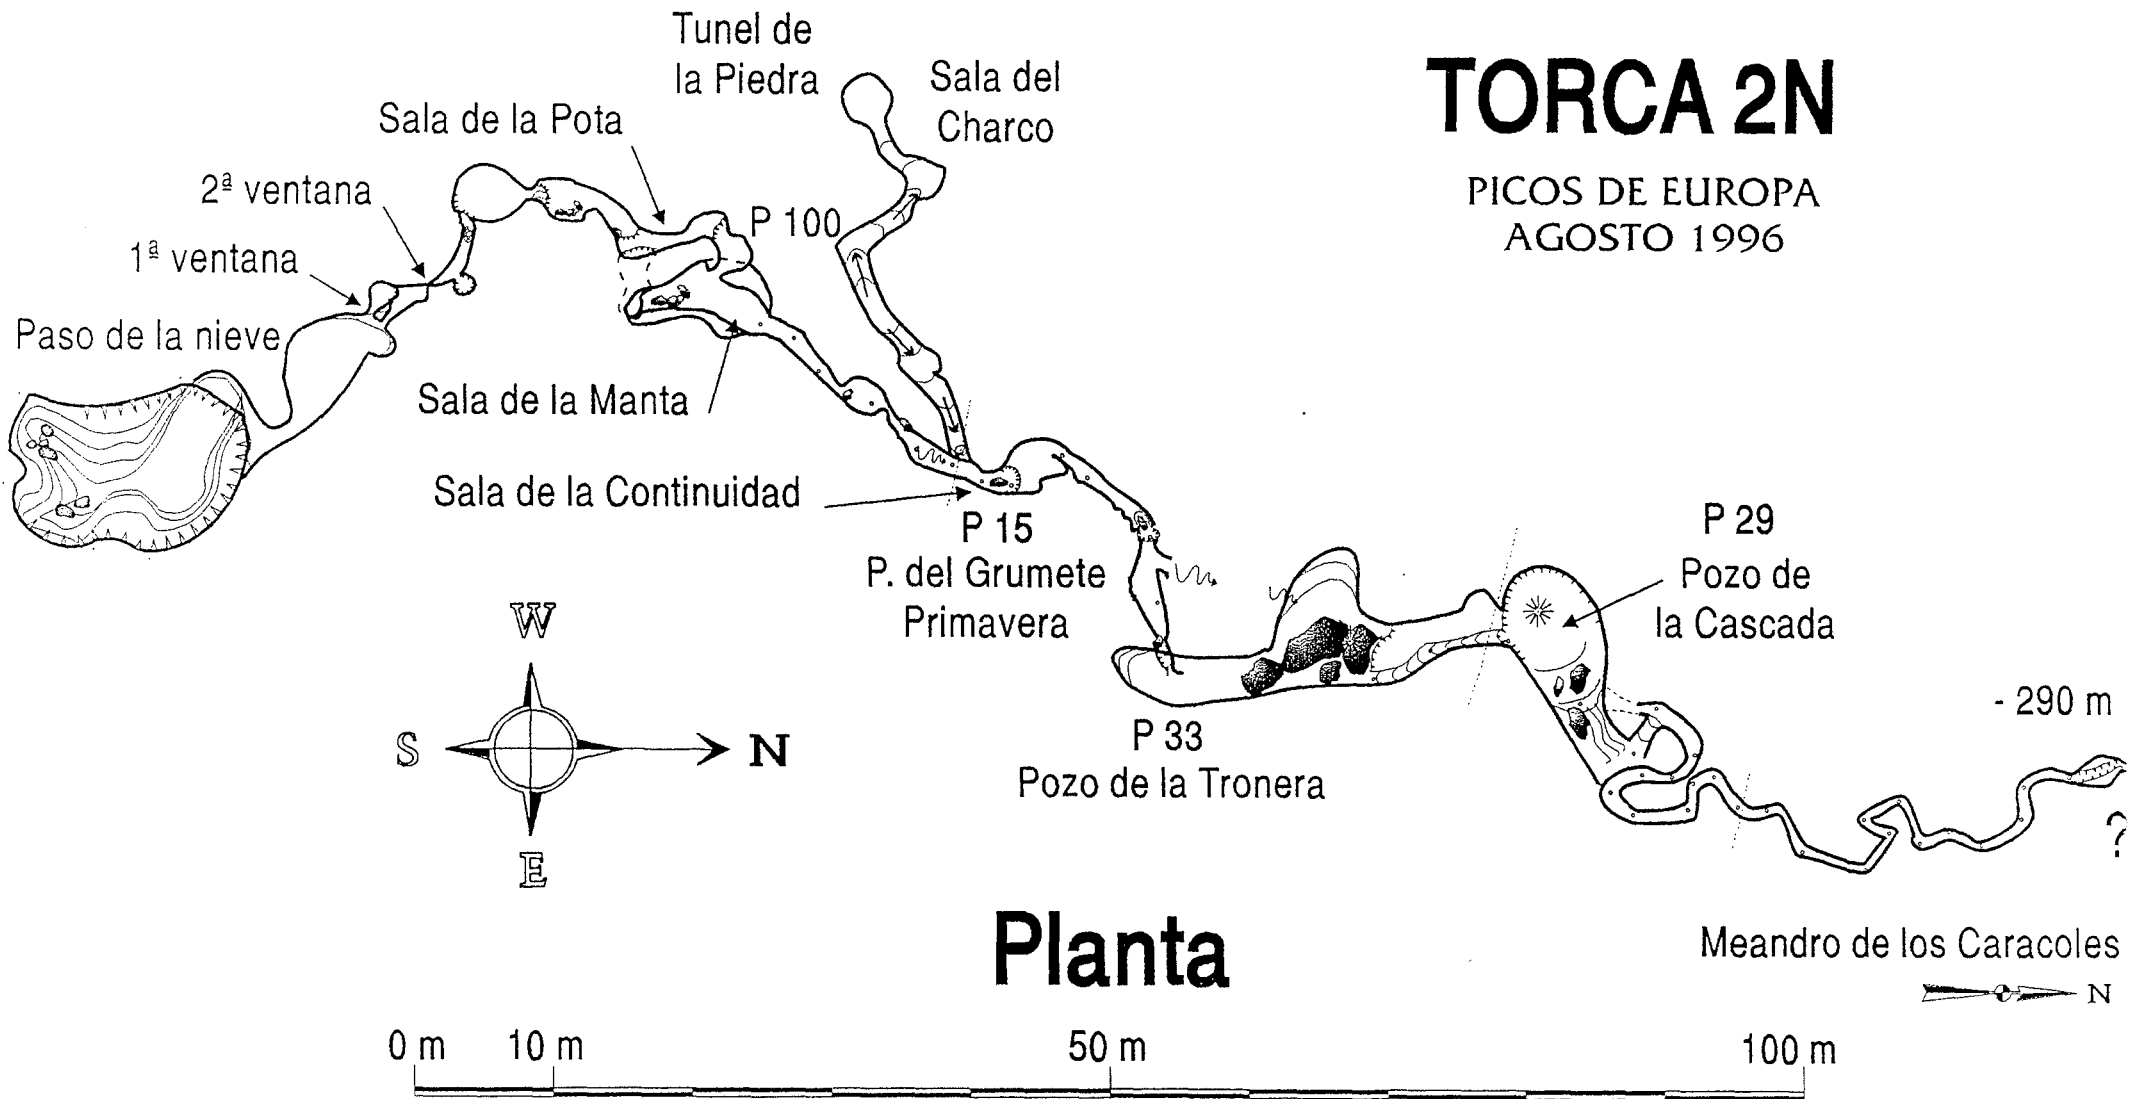 Tunel de
la Piedra
Sala del
Charco
TORCA 2N
PICOS DE EUROPA
AGOSTO 1996
Sala de la Pota
2ª ventana
P 100
1ª ventana
Paso de la nieve
Sala de la Manta
Sala de la Continuidad
P 15
P. del Grumete
Primavera
P 29
Pozo de
la Cascada
W
S
N
E
P 33
Pozo de la Tronera
- 290 m
?
Planta
Meandro de los Caracoles
N
0 m
10 m
50 m
100 m